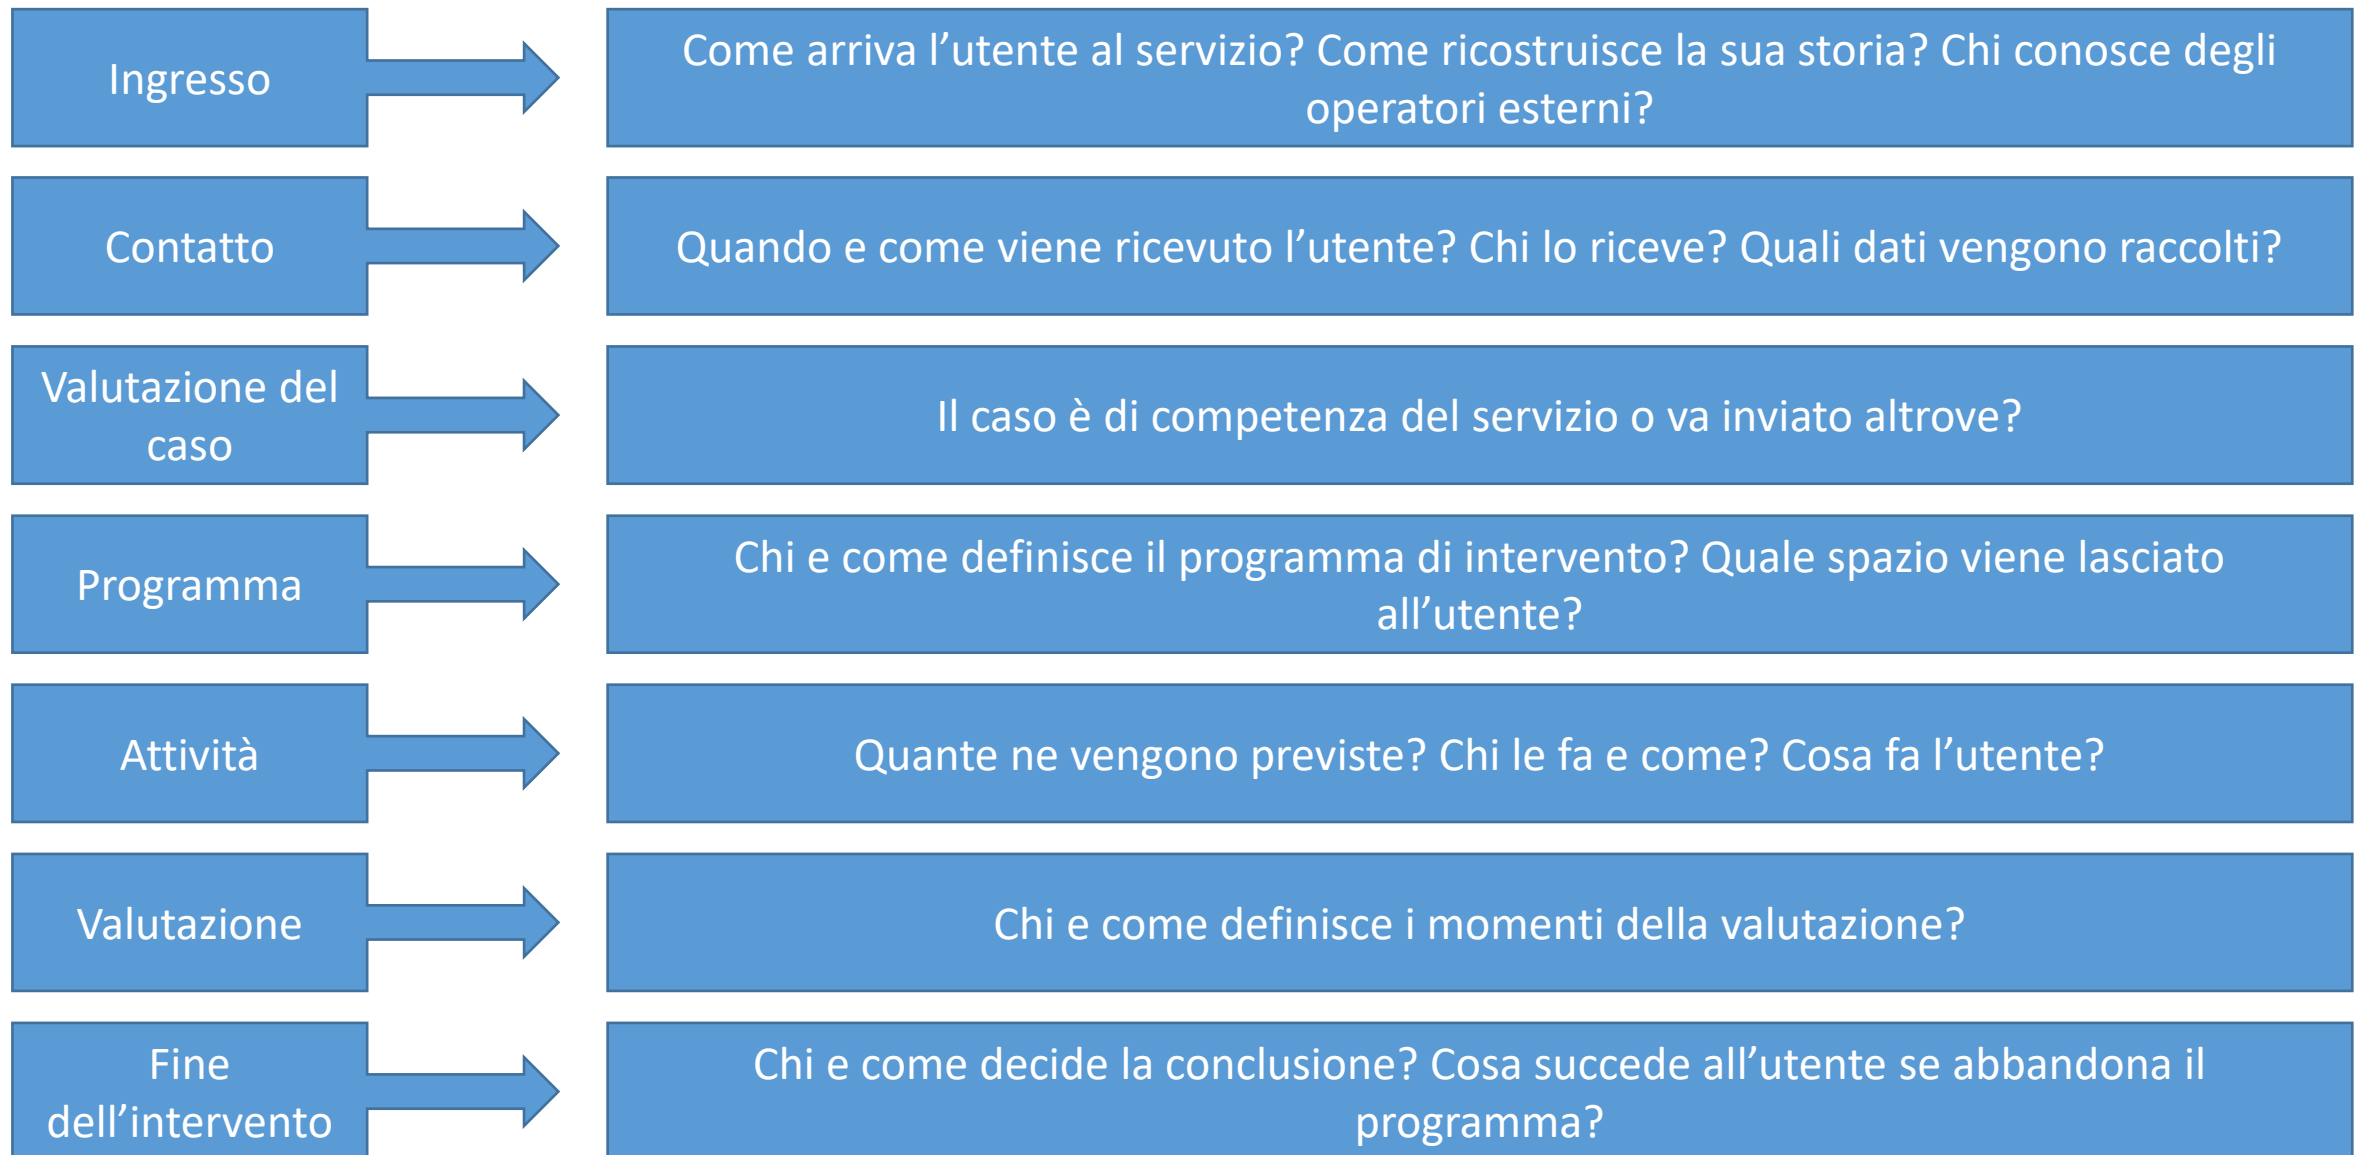 Ingresso
Come arriva l’utente al servizio? Come ricostruisce la sua storia? Chi conosce degli
operatori esterni?
Contatto
Quando e come viene ricevuto l’utente? Chi lo riceve? Quali dati vengono raccolti?
Valutazione del
caso
Il caso è di competenza del servizio o va inviato altrove?
Programma
Chi e come definisce il programma di intervento? Quale spazio viene lasciato
all’utente?
Attività
Quante ne vengono previste? Chi le fa e come? Cosa fa l’utente?
Valutazione
Chi e come definisce i momenti della valutazione?
Fine
dell’intervento
Chi e come decide la conclusione? Cosa succede all’utente se abbandona il
programma?